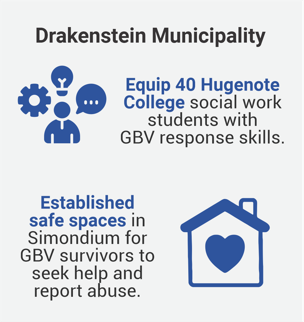 Drakenstein Municipality
Equip 40 Hugenote
College social work
students with
GBV response skills.
Established
safe spaces in
Simondium for
GBV survivors to
seek help and
report abuse.